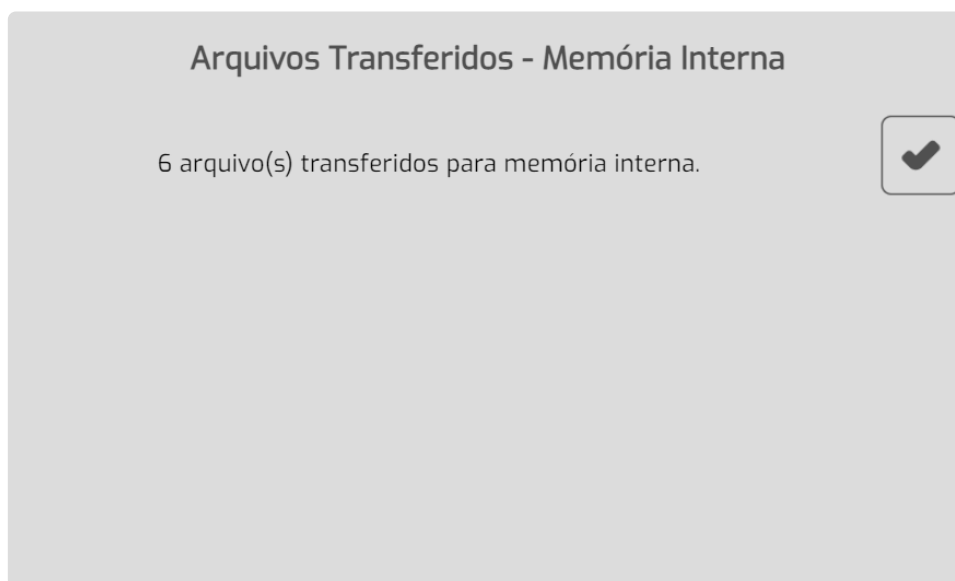 Arquivos Transferidos - Memória Interna
6 arquivo(s) transferidos para memória interna.